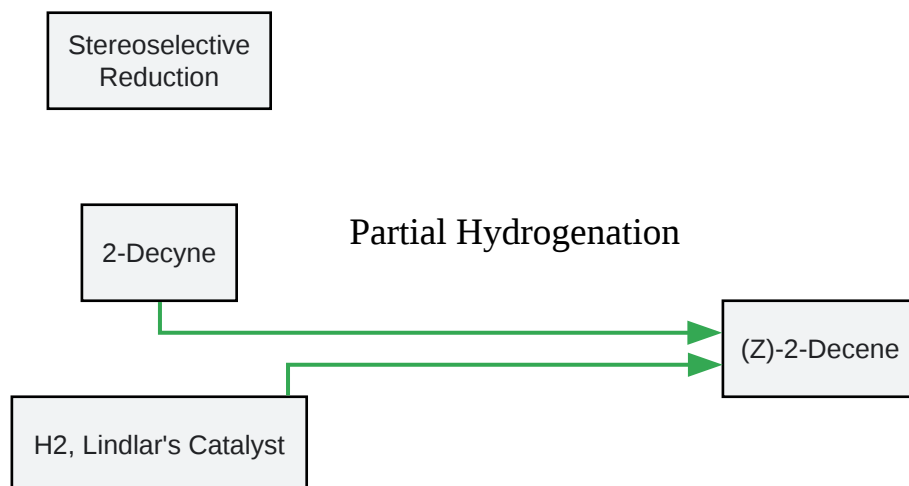 Stereoselective
Reduction
2-Decyne
Partial Hydrogenation
(Z)-2-Decene
H2, Lindlar's Catalyst